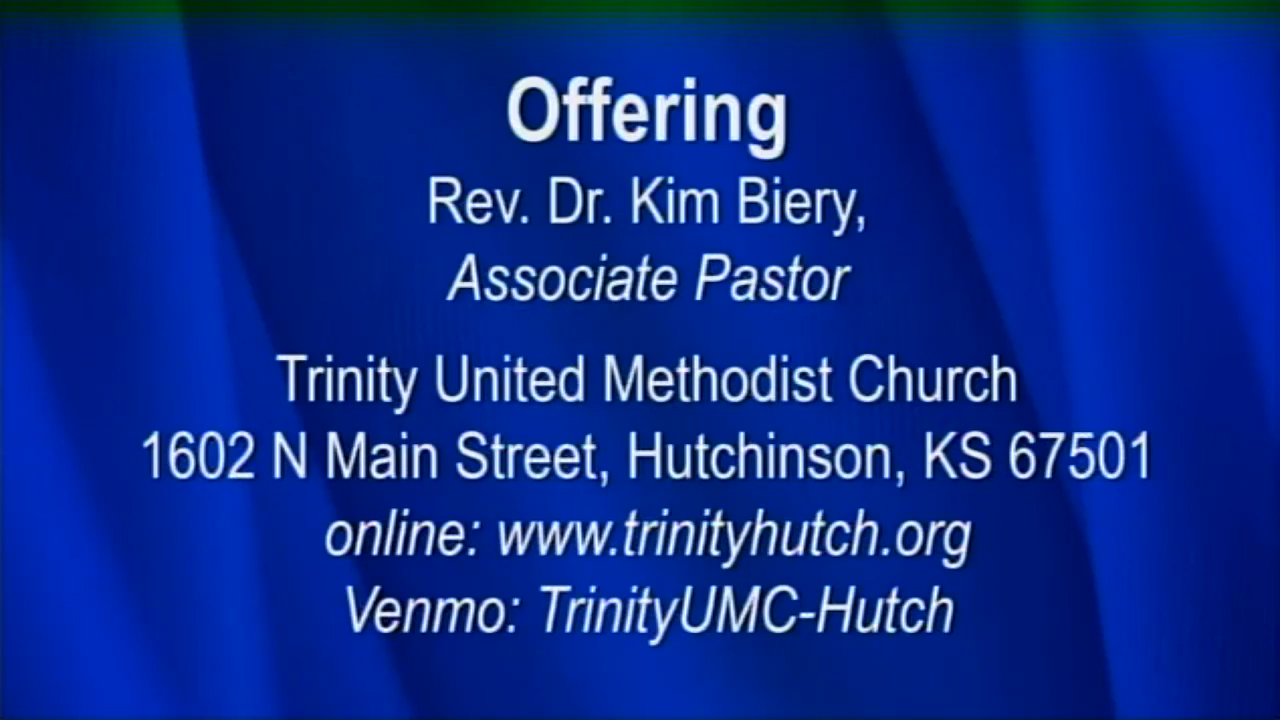 Offering
Rev. Dr. Kim Biery,
Associate Pastor
Trinity United Methodist Church
1602 N Main Street, Hutchinson, KS 67501
online: www.trinityhutch.org
Venmo: TrinityUMC-Hutch